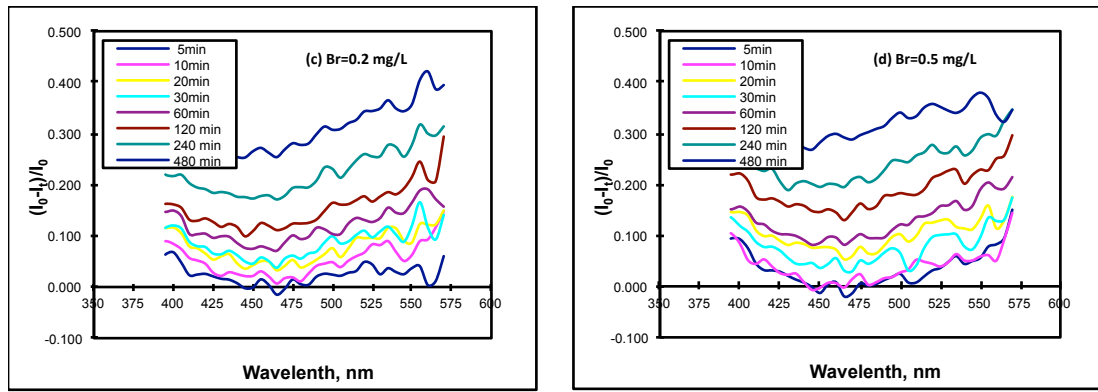 0.500
0.400
0.300
0.200
0.100
0.000
-0.100
(I0-It)/I0
5min
10min
20min
30min
60min
120 min
240 min
480 min
(c) Br=0.2 mg/L
350 375 400 425 450 475 500 525 550 575 600
Wavelenth, nm
0.500
0.400
0.300
0.200
0.100
0.000
-0.100
(I0-It)/I0
5min
10min
20min
30min
60min
120 min
240 min
480 min
(d) Br=0.5 mg/L
350 375 400 425 450 475 500 525 550 575 600
Wavelenth, nm